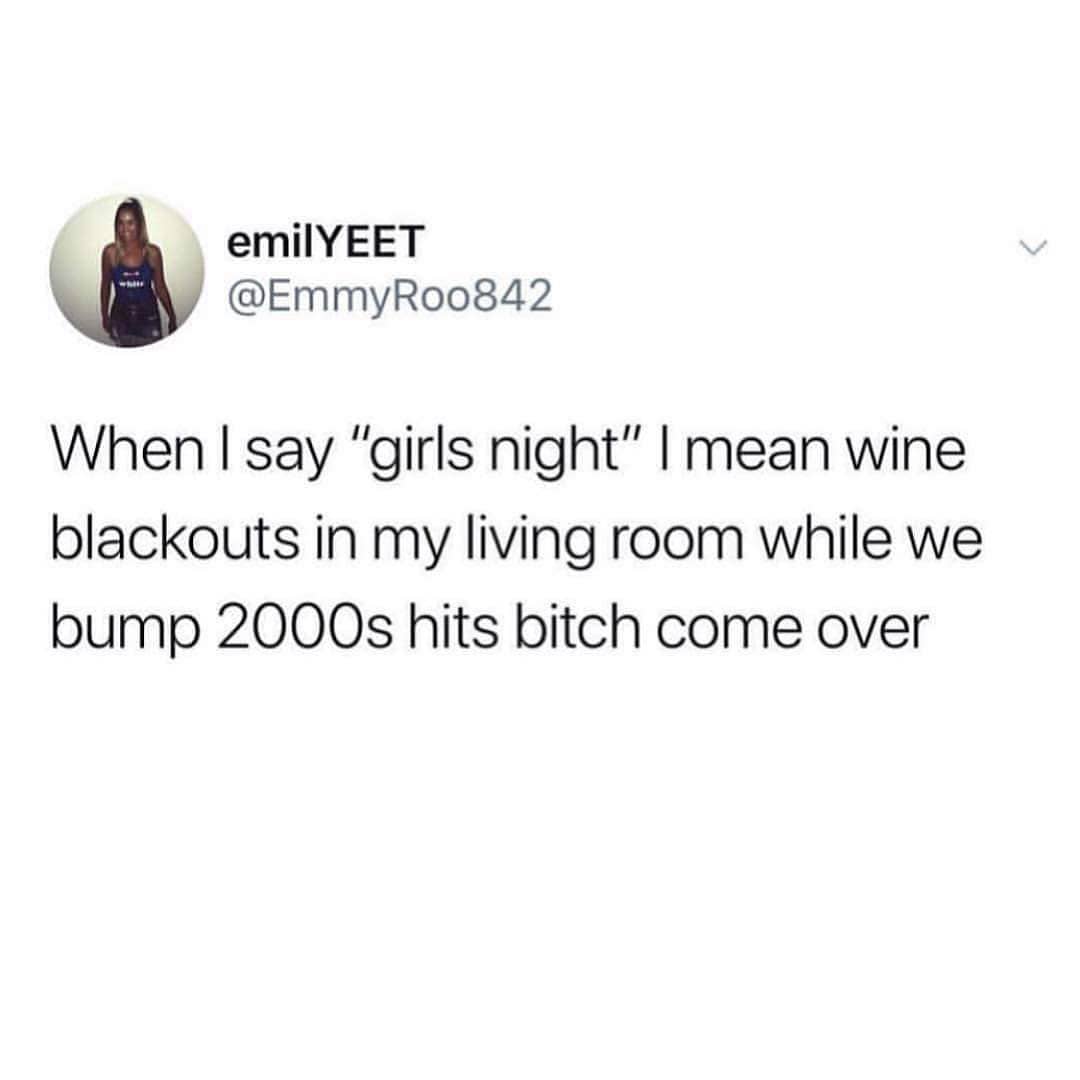 emilYEET
@EmmyRoo842
When I say "girls night" I mean wine
blackouts in my living room while we
bump 2000s hits bitch come over